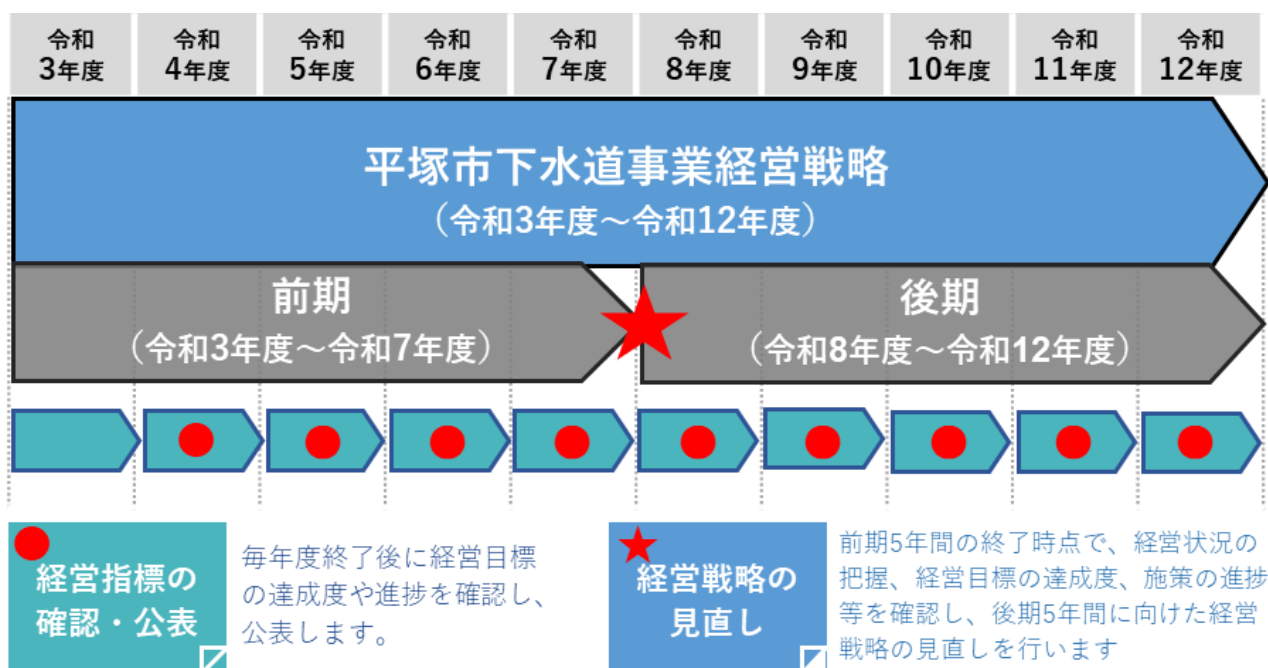 令和
3年度
令和
4年度
令和
5年度
令和
6年度
令和
7年度
令和
8年度
令和
9年度
令和
10年度
令和
11年度
令和
12年度
平塚市下水道事業経営戦略
（令和3年度～令和12年度）
前期
（令和3年度～令和7年度）
後期
（令和8年度～令和12年度）
経営指標の
確認・公表
毎年度終了後に経営目標
の達成度や進捗を確認し、
公表します。
経営戦略の
見直し
前期5年間の終了時点で、経営状況の
把握、経営目標の達成度、施策の進捗
等を確認し、後期5年間に向けた経営
戦略の見直しを行います